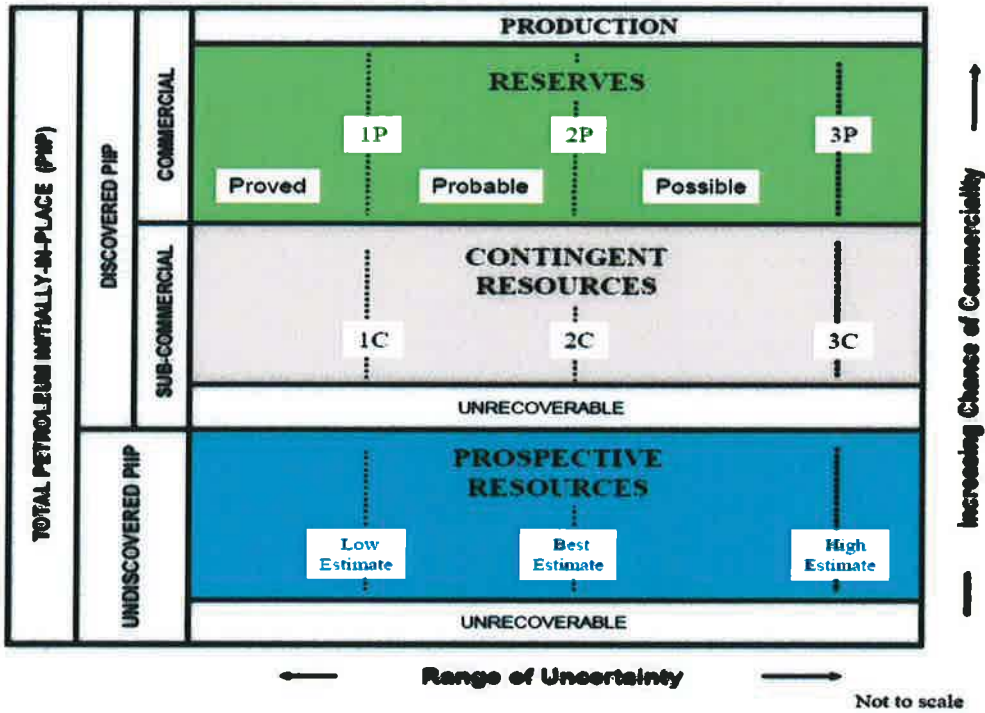 TOTAL PETROLEUM INITIALLY-IN-PLACE (PIIP)
DISCOVERED PIIP
UNDISCOVERED PIIP
COMMERCIAL
SUB-COMMERCIAL
PRODUCTION
RESERVES
1P
2P
3P
Proved
Probable
Possible
CONTINGENT
RESOURCES
1C
2C
3C
UNRECOVERABLE
PROSPECTIVE
RESOURCES
Low
Estimate
Best
Estimate
High
Estimate
UNRECOVERABLE
Increasing Chance of Commerciality
Range of Uncertainty
Not to scale